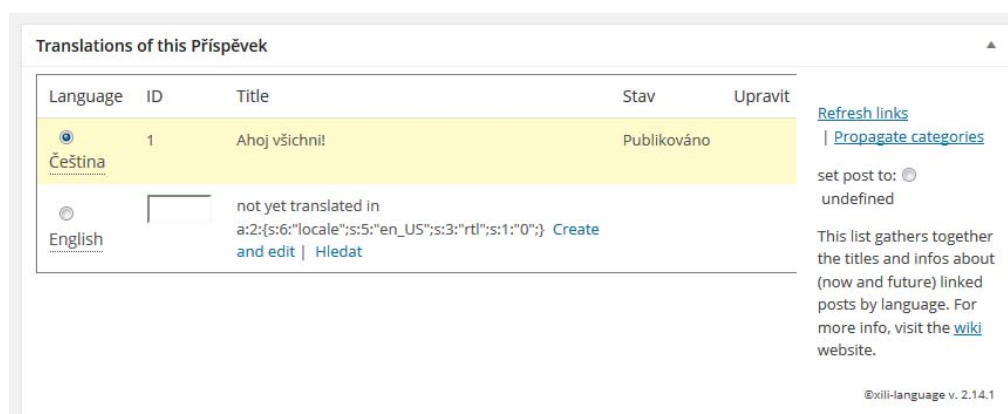 Translations of this Příspěvek
Language ID Title Stav Upravit
Čeština 1 Ahoj všichni! Publikováno
English not yet translated in
a:2:{s:6:"locale";s:5:"en_US";s:3:"rtl";s:1:"0";} Create
and edit | Hledat
Refresh links
| Propagate categories
set post to:
undefined
This list gathers together
the titles and infos about
(now and future) linked
posts by language. For
more info, visit the wiki
website.
©xili-language v. 2.14.1